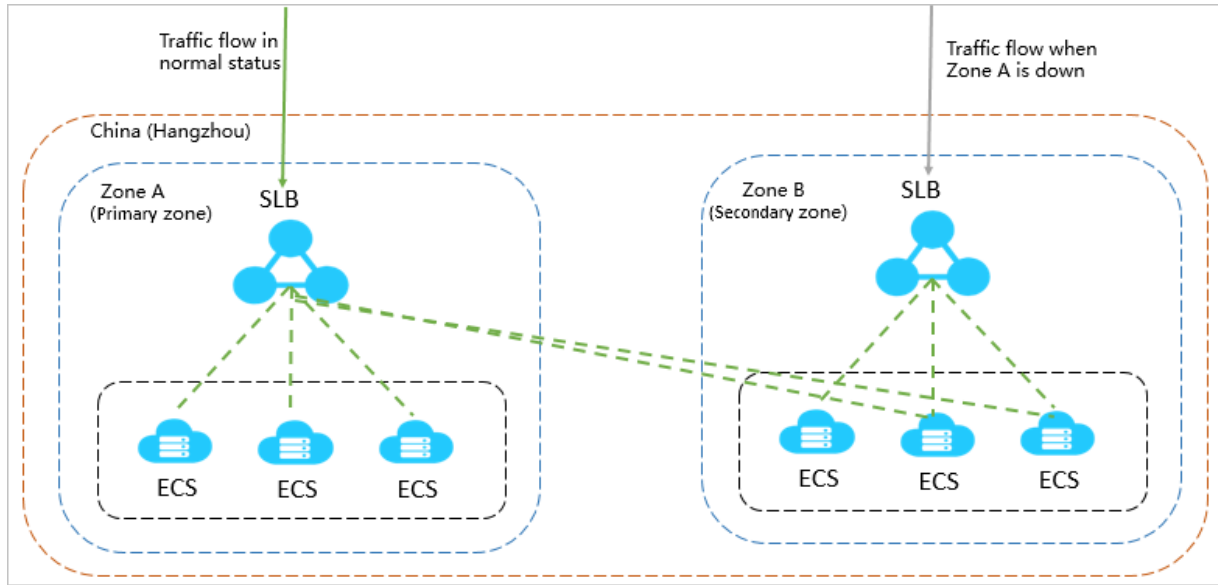 Traffic flow in
normal status
Traffic flow when
Zone A is down
China (Hangzhou)
Zone A
(Primary zone)
SLB
Zone B
(Secondary zone)
SLB
ECS
ECS
ECS
ECS
ECS
ECS